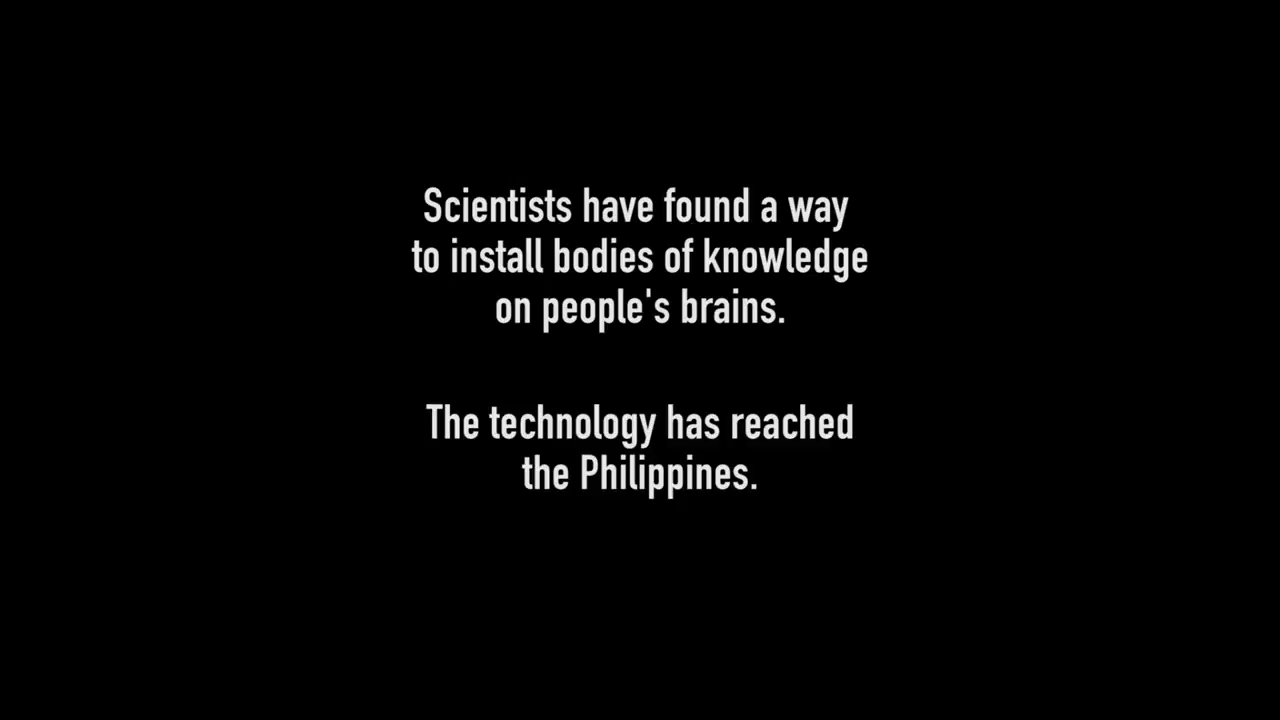 Scientists have found a way
to install bodies of knowledge
on people's brains.
The technology has reached
the Philippines.